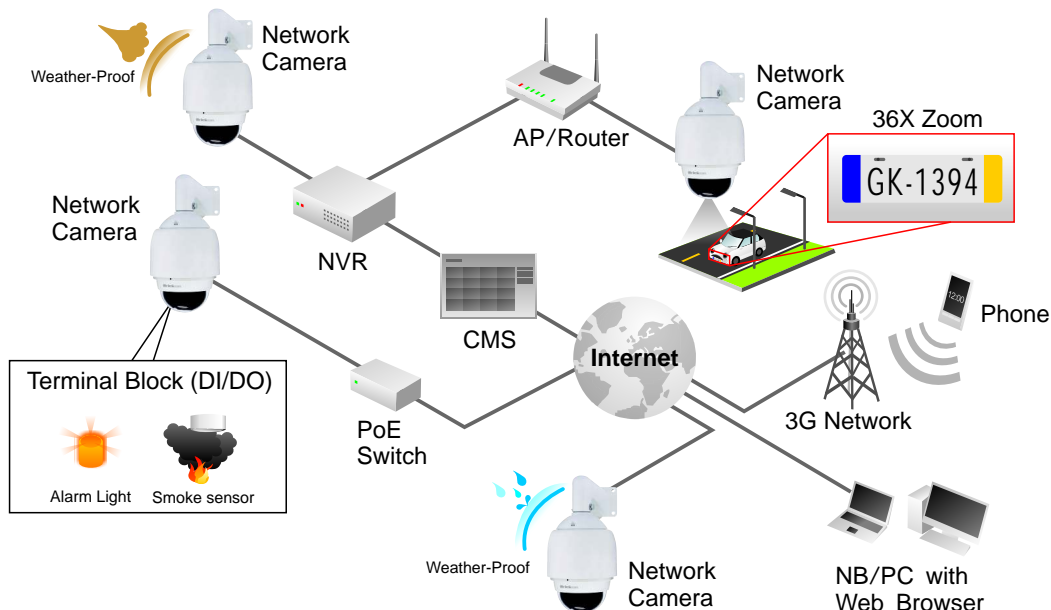 Network
Camera
Weather-Proof
AP/Router
Network
Camera
36X Zoom
GK-1394
Network
Camera
NVR
CMS
Internet
12:00
Phone
3G Network
Terminal Block (DI/DO)
Alarm Light
Smoke sensor
PoE
Switch
Weather-Proof
Network
Camera
NB/PC with
Web Browser